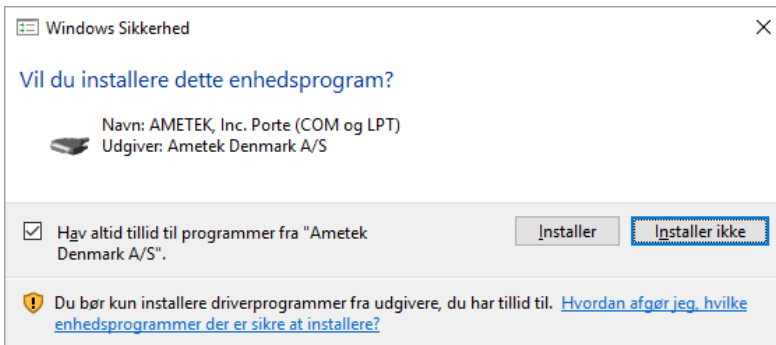 Windows Sikkerhed
Vil du installere dette enhedsprogram?
Navn: AMETEK, Inc. Porte (COM og LPT)
Udgiver: Ametek Denmark A/S
Hav altid tillid til programmer fra "Ametek
Denmark A/S".
Installer
Installer ikke
Du bør kun installere driverprogrammer fra udgivere, du har tillid til. Hvordan afgør jeg, hvilke
enhedsprogrammer der er sikre at installere?